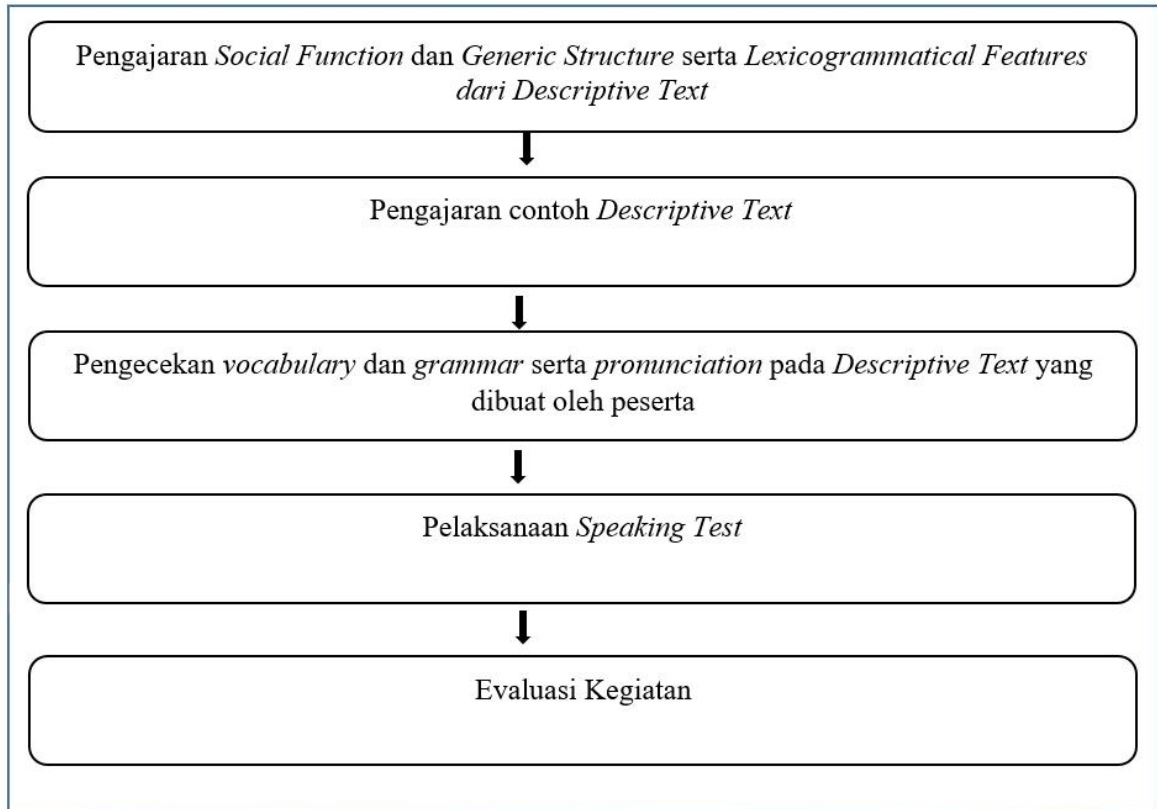 Pengajaran Social Function dan Generic Structure serta Lexicogrammatical Features
dari Descriptive Text
Pengajaran contoh Descriptive Text
Pengecekan vocabulary dan grammar serta pronunciation pada Descriptive Text yang
dibuat oleh peserta
Pelaksanaan Speaking Test
Evaluasi Kegiatan